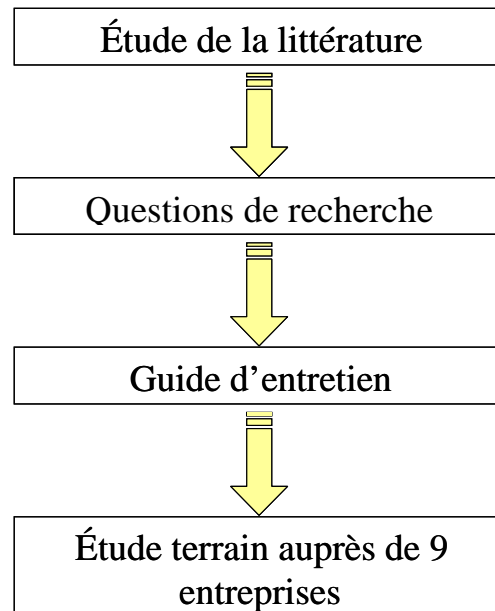 Étude de la littérature
Questions de recherche
Guide d’entretien
Étude terrain auprès de 9
entreprises